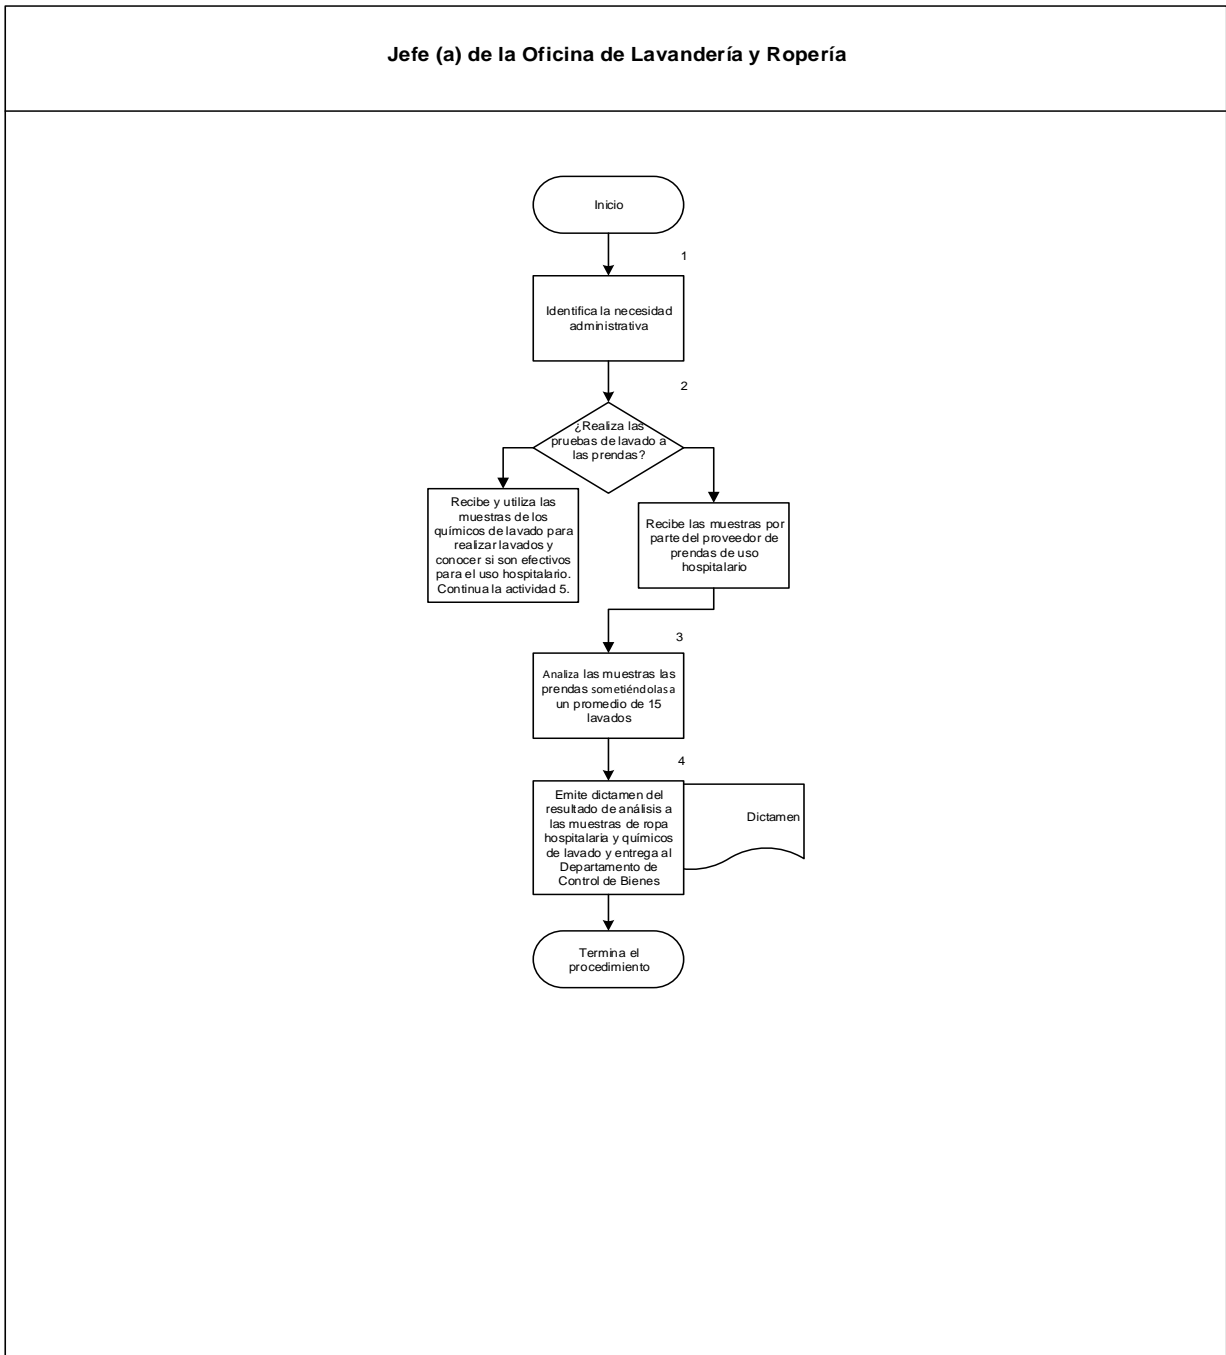 Jefe (a) de la Oficina de Lavandería y Ropería
Inicio
1
Identifica la necesidad
administrativa
2
¿Realiza las
pruebas de lavado a
las prendas?
Recibe y utiliza las
muestras de los
químicos de lavado para
realizar lavados y
conocer si son efectivos
para el uso hospitalario.
Continua la actividad 5.
Recibe las muestras por
parte del proveedor de
prendas de uso
hospitalario
3
Analiza las muestras las
prendas sometiéndolas a
un promedio de 15
lavados
4
Emite dictamen del
resultado de análisis a
las muestras de ropa
hospitalaria y químicos
de lavado y entrega al
Departamento de
Control de Bienes
Dictamen
Termina el
procedimiento